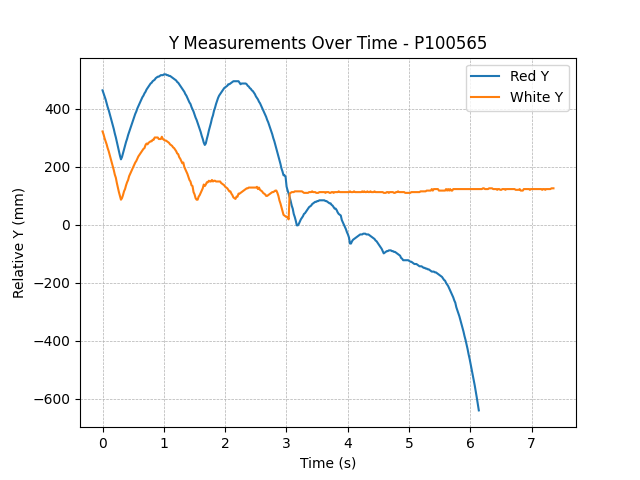 Y Measurements Over Time - P100565
Red Y
White Y
Relative Y (mm)
400
200
0
−200
−400
−600
0 1 2 3 4 5 6 7
Time (s)